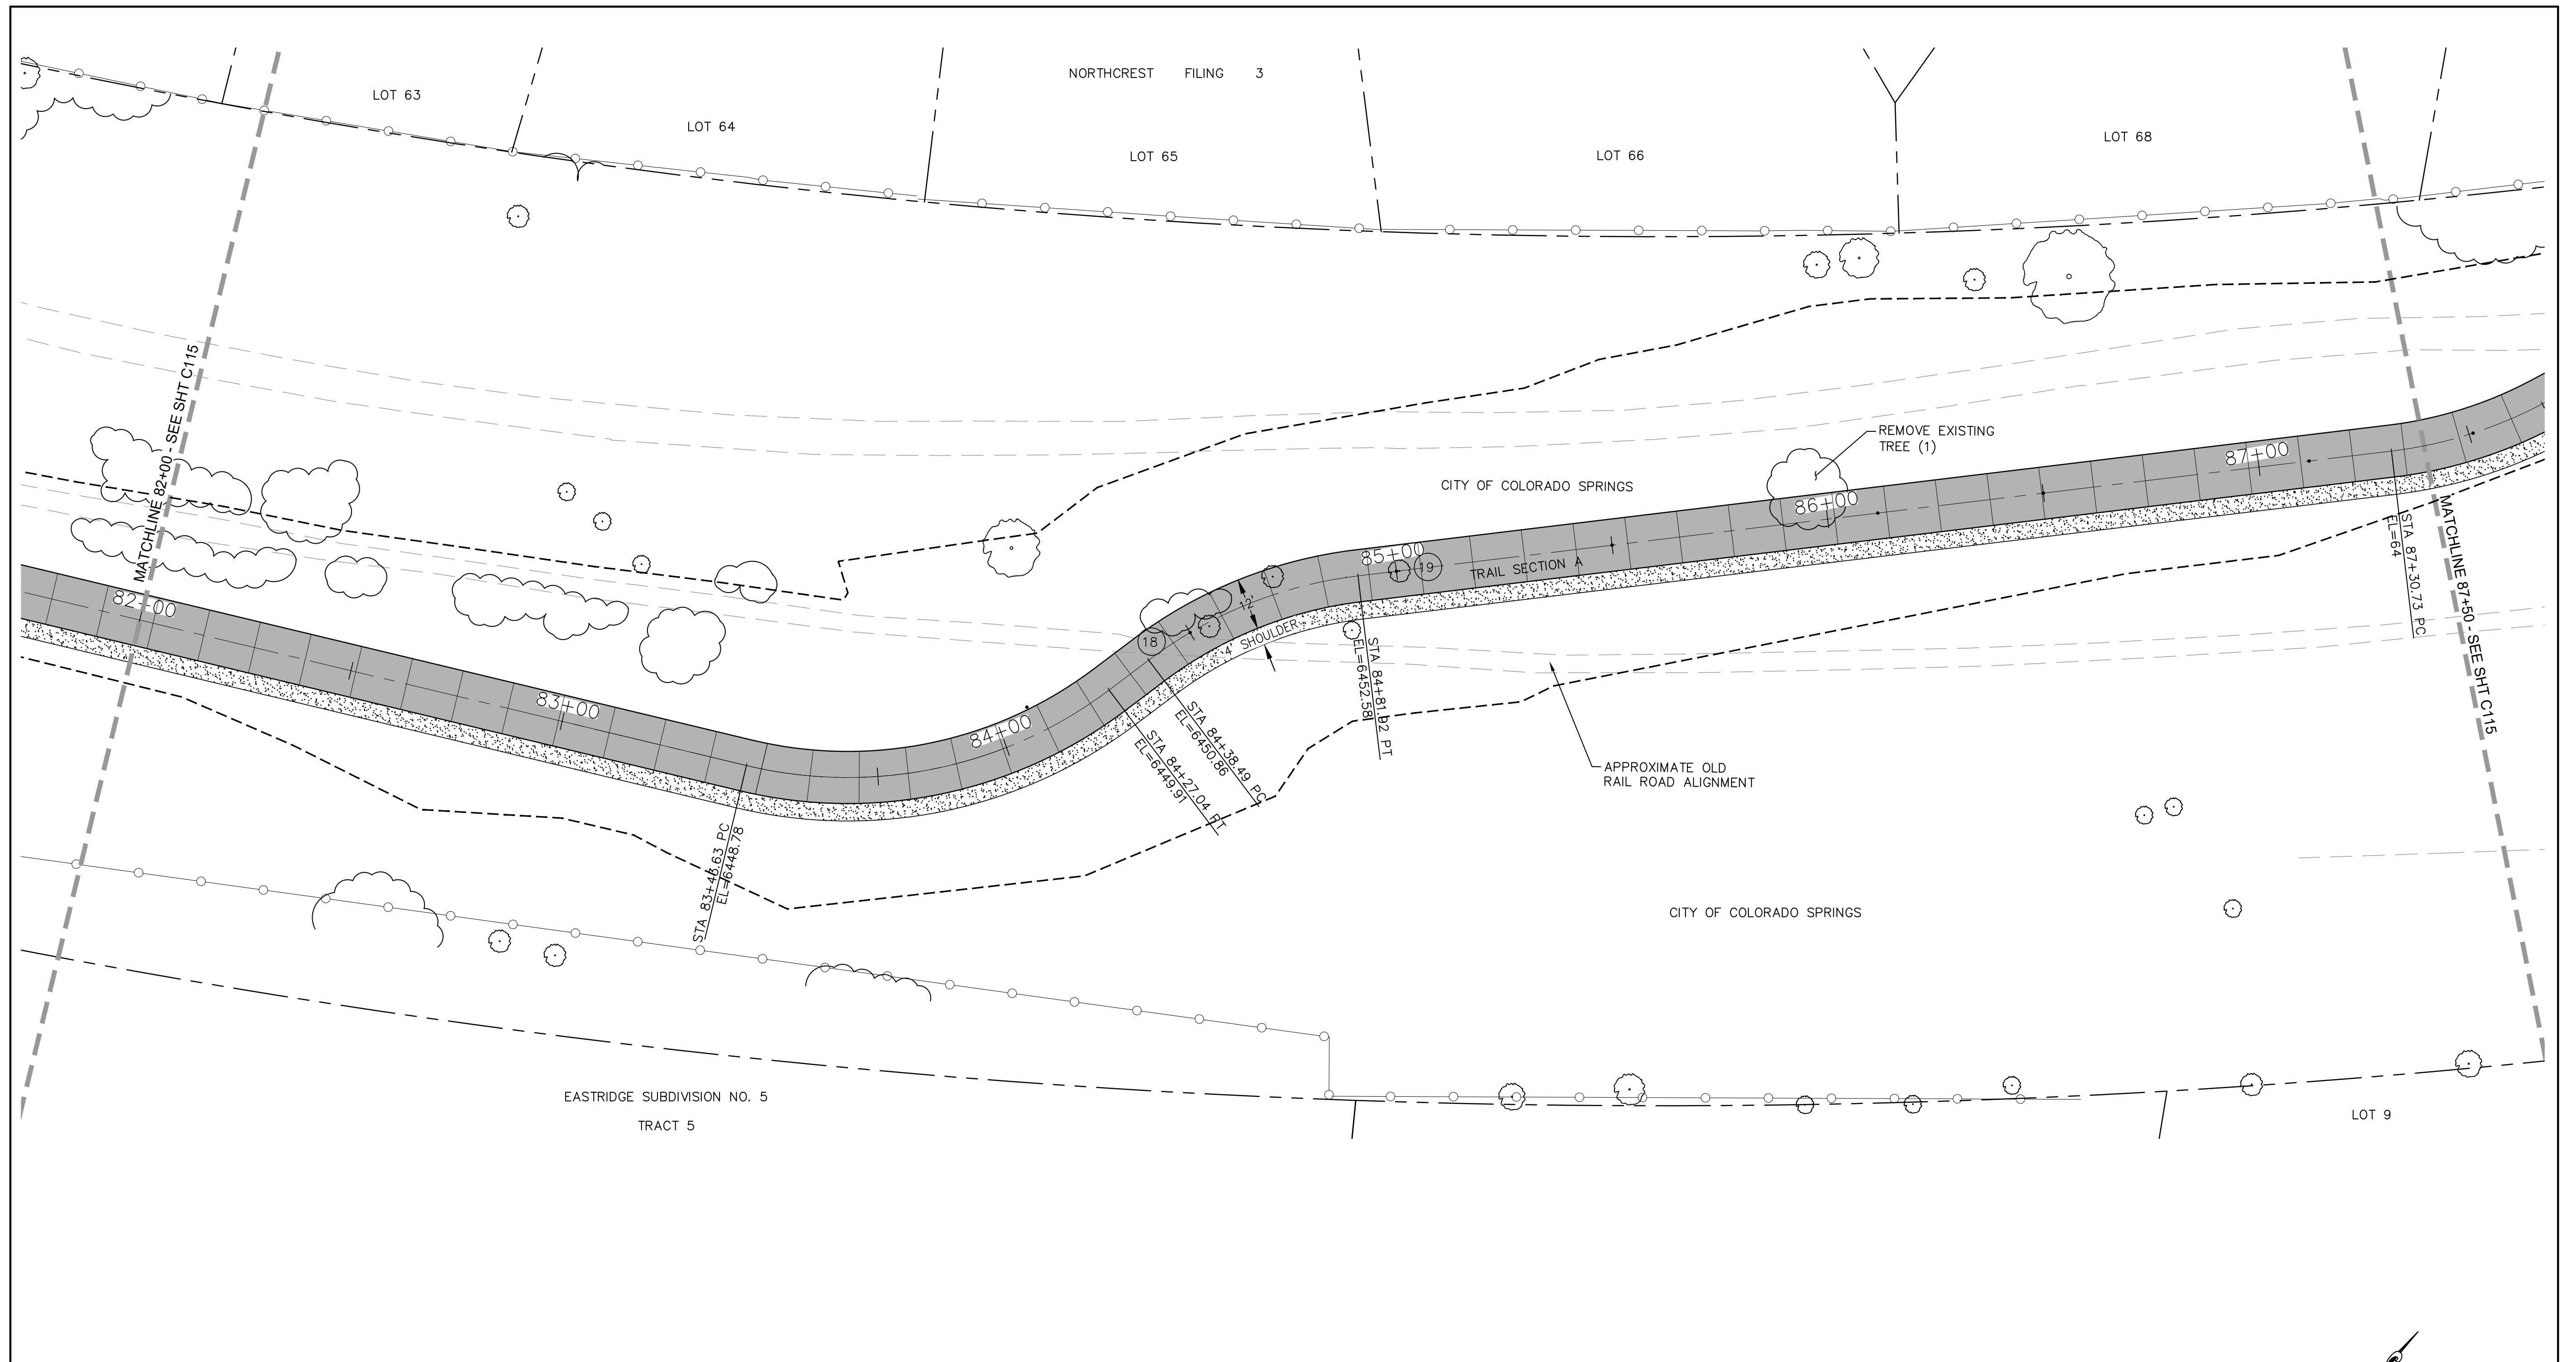 NORTHCREST FILING 3
LOT 63
LOT 64
LOT 65
LOT 66
LOT 68
MATCHLINE 82+00 - SEE SHT C115
REMOVE EXISTING
TREE (1)
CITY OF COLORADO SPRINGS
82+00
83+00
84+00
85+00
86+00
87+00
18
19
TRAIL SECTION A
12'
4' SHOULDER
STA 83+46.63 PC
EL=6448.78
STA 84+27.04 PT
EL=6449.91
STA 84+38.49 PC
EL=6450.86
STA 84+81.92 PT
EL=6452.58
STA 87+30.73 PC
EL=64
MATCHLINE 87+50 - SEE SHT C115
APPROXIMATE OLD
RAIL ROAD ALIGNMENT
CITY OF COLORADO SPRINGS
EASTRIDGE SUBDIVISION NO. 5
TRACT 5
LOT 9